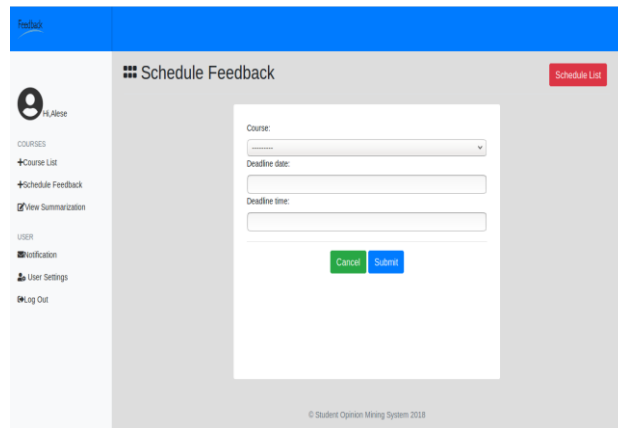 Feedback
Schedule Feedback
Schedule List
Hi,Alese
COURSES
Course List
Schedule Feedback
View Summarization
USER
Notification
User Settings
Log Out
Course:
---------
Deadline date:
Deadline time:
Cancel
Submit
© Student Opinion Mining System 2018